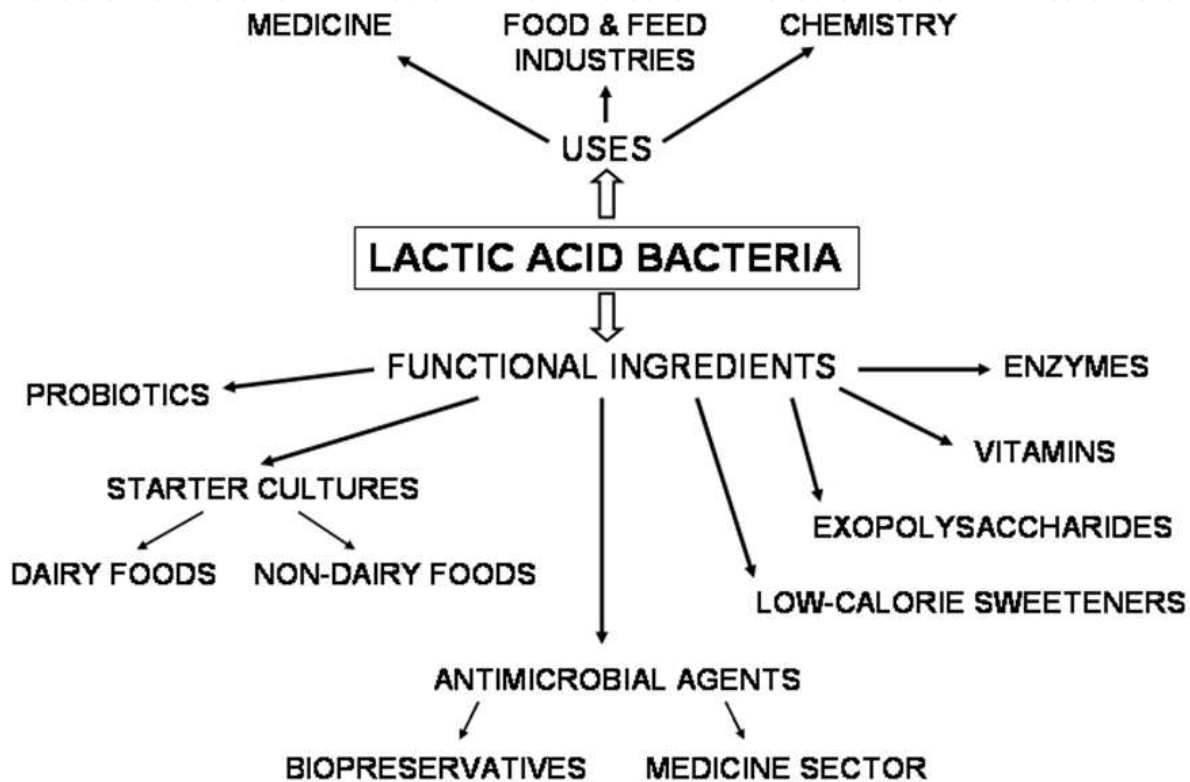 MEDICINE
FOOD & FEED
INDUSTRIES
CHEMISTRY
USES
LACTIC ACID BACTERIA
FUNCTIONAL INGREDIENTS
PROBIOTICS
ENZYMES
VITAMINS
STARTER CULTURES
EXOPOLYSACCHARIDES
DAIRY FOODS
NON-DAIRY FOODS
LOW-CALORIE SWEETENERS
ANTIMICROBIAL AGENTS
BIOPRESERVATIVES
MEDICINE SECTOR